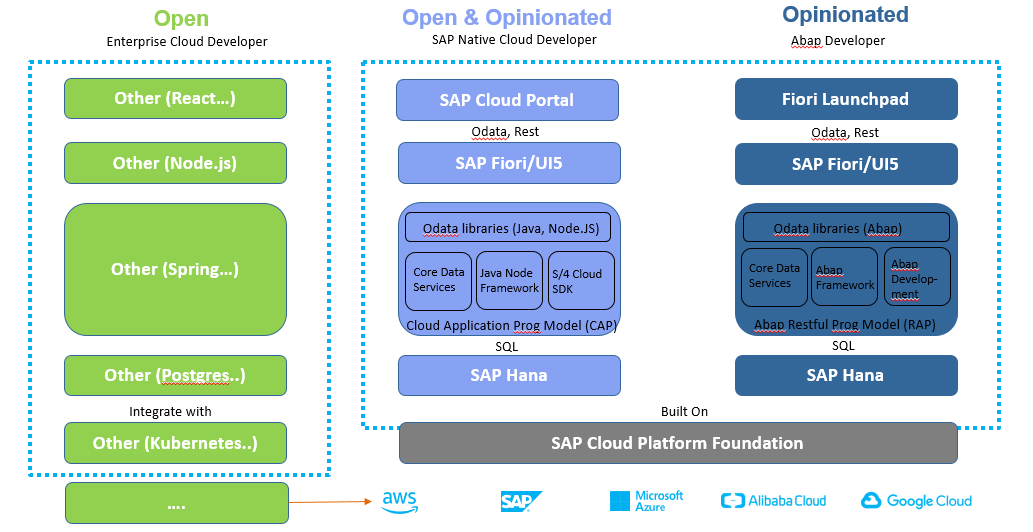 Open
Enterprise Cloud Developer
Other (React...)
Other (Node.js)
Other (Spring...)
Other (Postgres..)
Integrate with
Other (Kubernetes..)
....
Open & Opinionated
SAP Native Cloud Developer
SAP Cloud Portal
Odata, Rest
SAP Fiori/UI5
Odata libraries (Java, Node.JS)
Core Data
Services
Java Node
Framework
S/4 Cloud
SDK
Cloud Application Prog Model (CAP)
SQL
SAP Hana
Opinionated
Abap Developer
Fiori Launchpad
Odata, Rest
SAP Fiori/UI5
Odata libraries (Abap)
Core Data
Services
Abap
Framework
Abap
Develop-
ment
Abap Restful Prog Model (RAP)
SQL
SAP Hana
Built On
SAP Cloud Platform Foundation
aws
SAP
Microsoft
Azure
Alibaba Cloud
Google Cloud